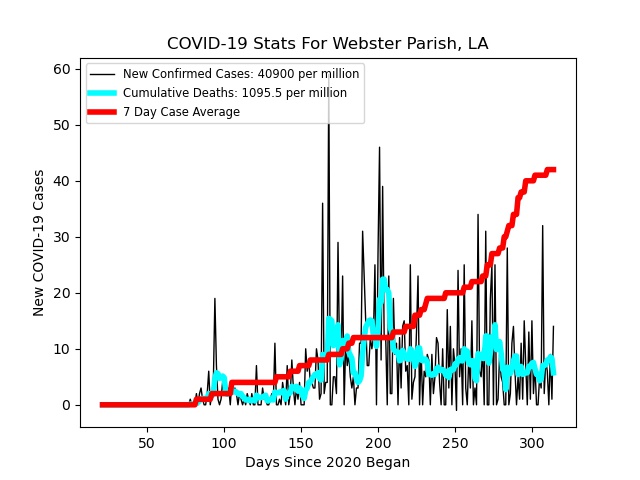 COVID-19 Stats For Webster Parish, LA
New Confirmed Cases: 40900 per million
Cumulative Deaths: 1095.5 per million
7 Day Case Average
New COVID-19 Cases
60
50
40
30
20
10
0
50 100 150 200 250 300
Days Since 2020 Began